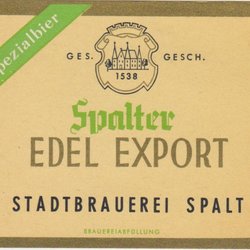 Spezialbier
GES. GESCH.
1538
Spalter
EDEL EXPORT
STADTBRAUEREI SPALT
BRAUEREIABFÜLLUNG